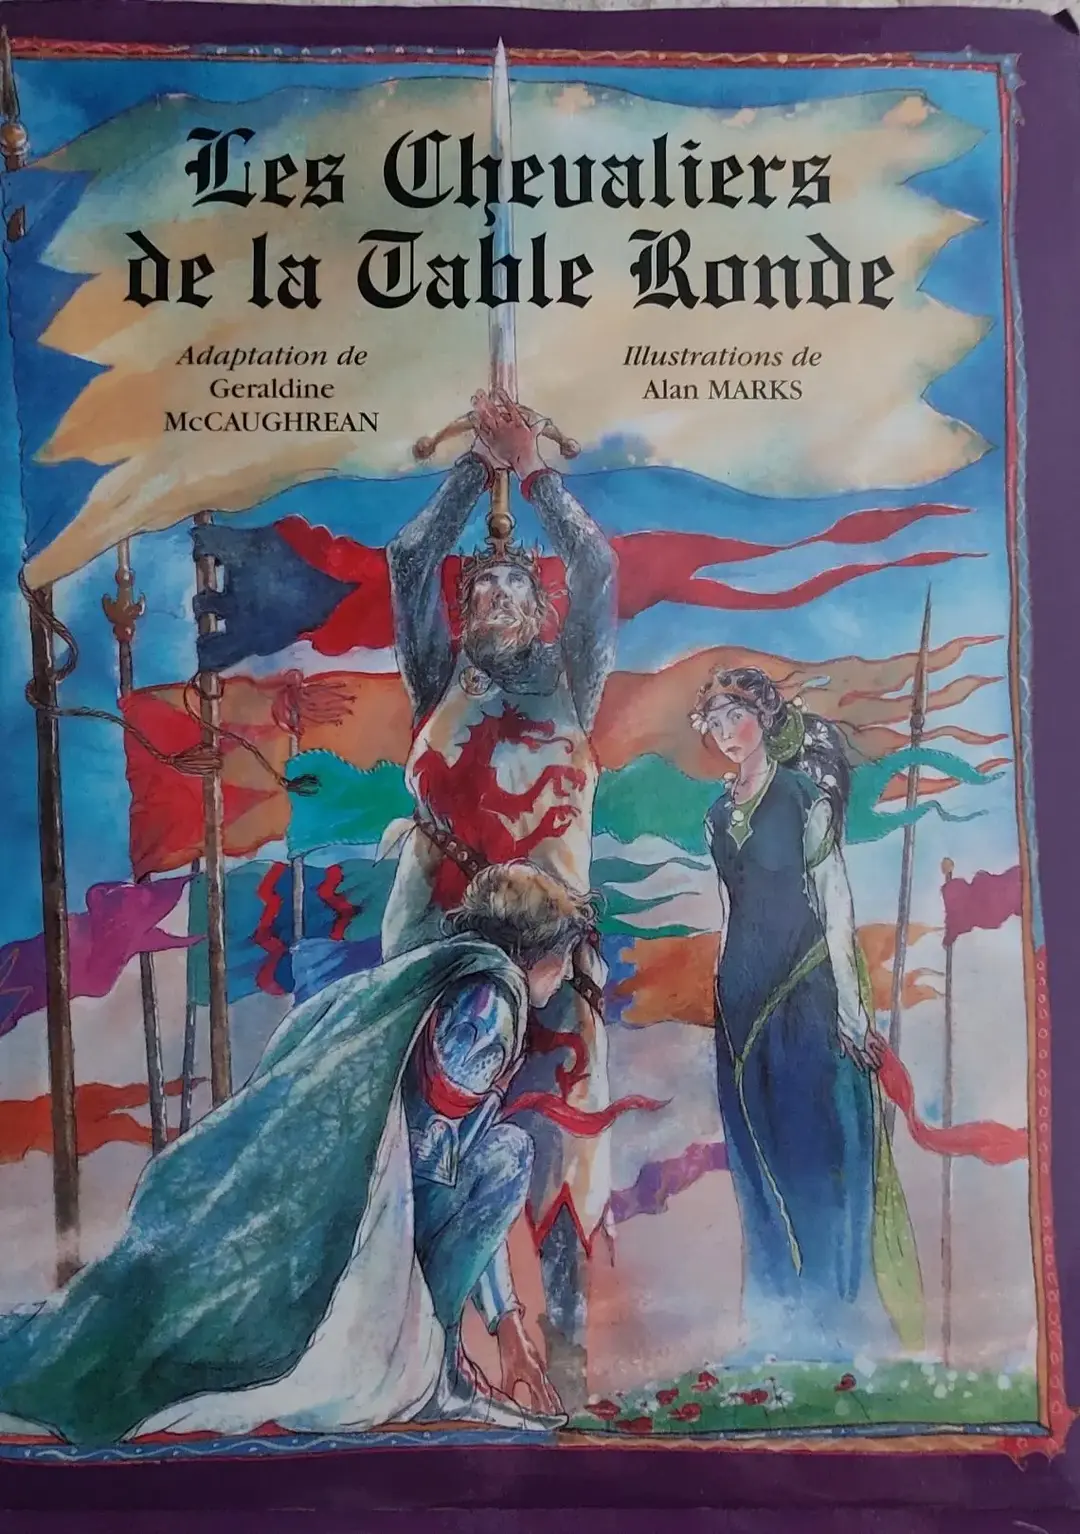 Les Chevaliers
de la Table Ronde
Adaptation de
Geraldine
McCAUGHREAN
Illustrations de
Alan MARKS